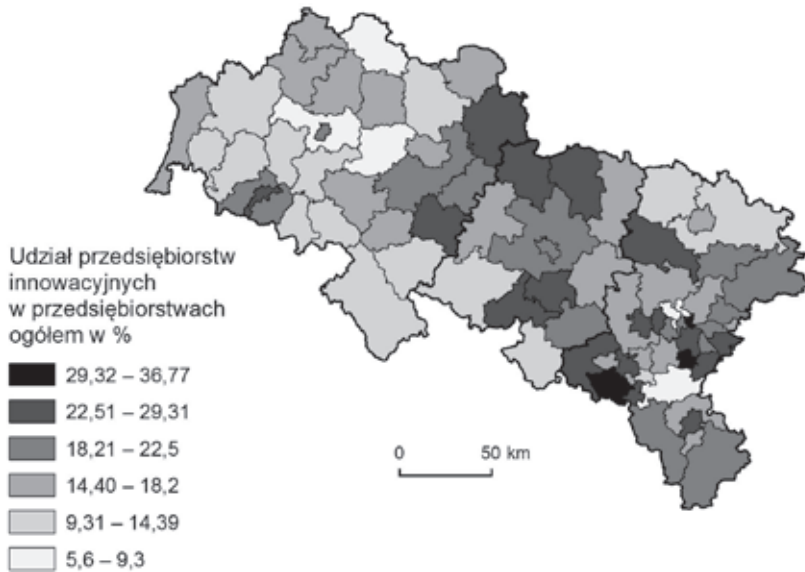 Udział przedsiębiorstw
innowacyjnych
w przedsiębiorstwach
ogółem w %
29,32 – 36,77
22,51 – 29,31
18,21 – 22,5
14,40 – 18,2
9,31 – 14,39
5,6 – 9,3
0 50 km